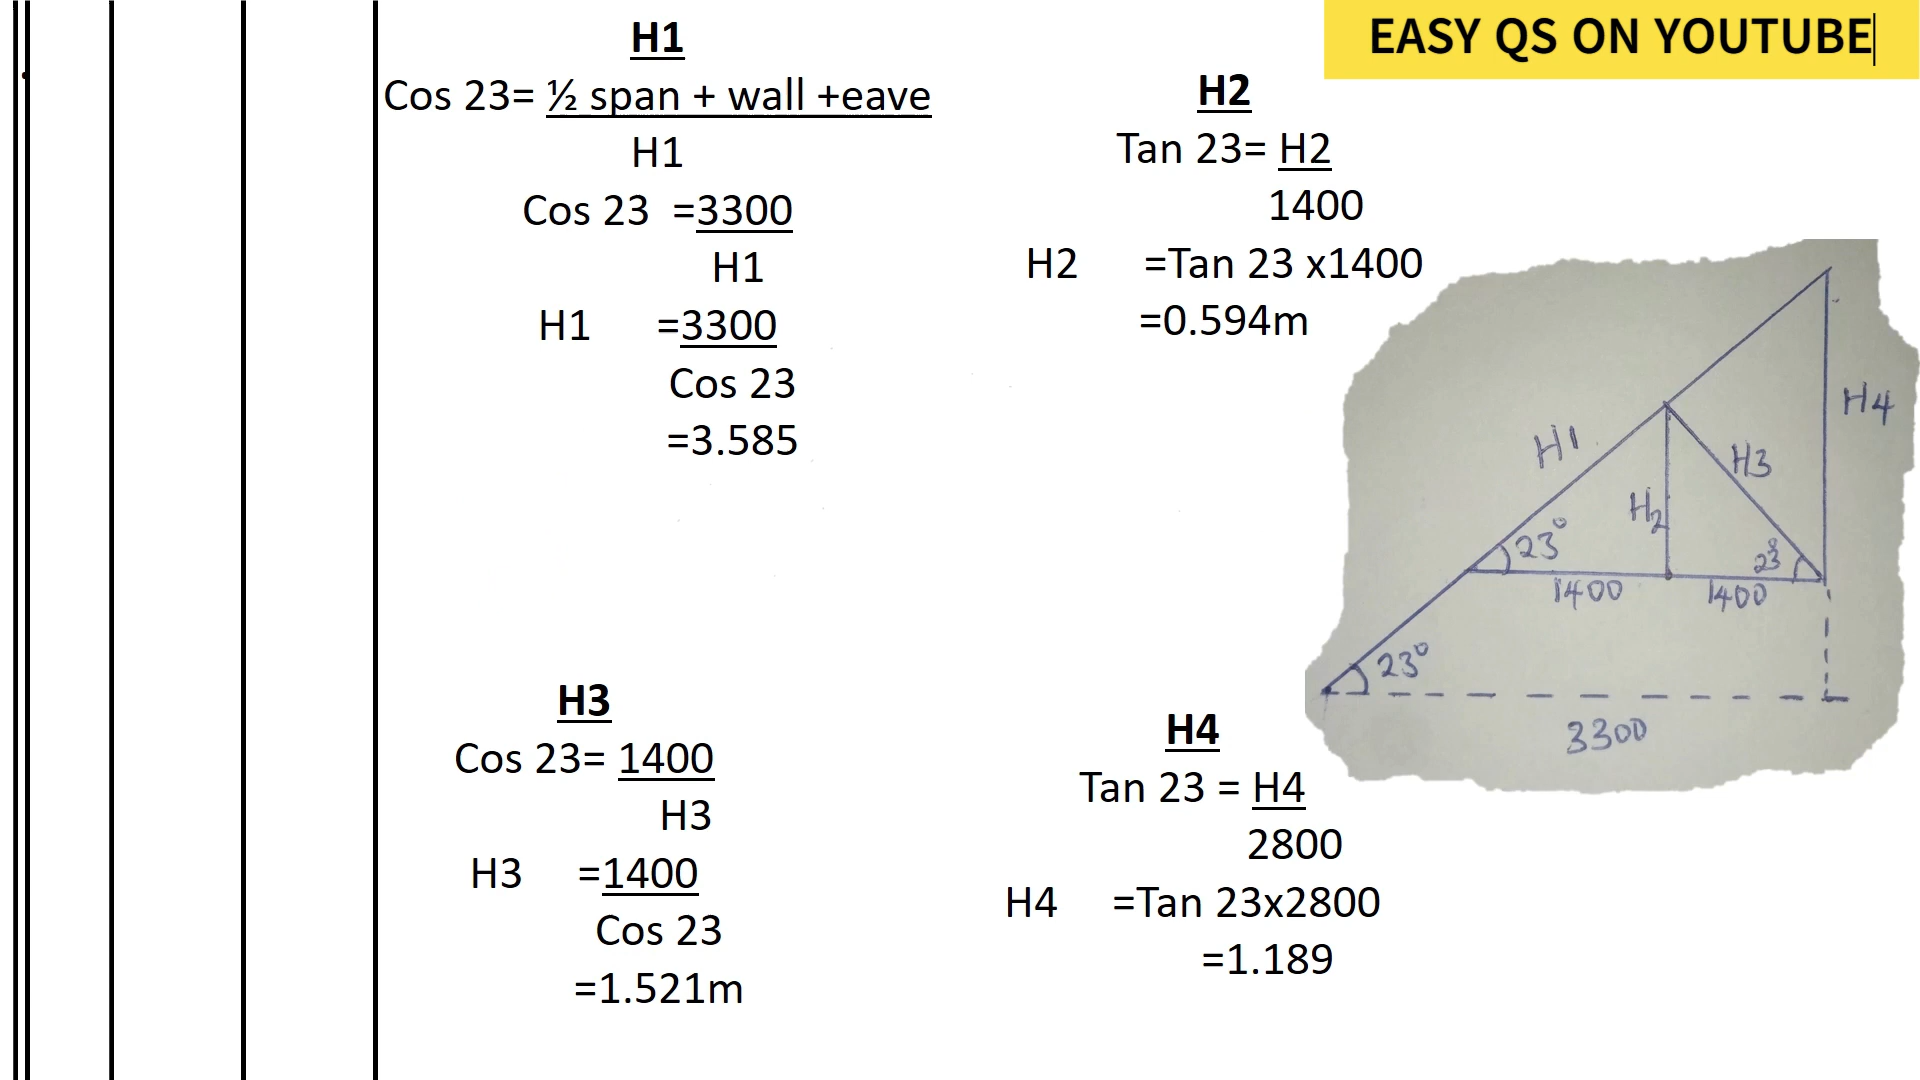 EASY QS ON YOUTUBE
H1
Cos 23= ½ span + wall +eave
H1
Cos 23 =3300
H1
H1 =3300
Cos 23
=3.585
H2
Tan 23= H2
1400
H2 =Tan 23 x1400
=0.594m
H3
Cos 23= 1400
H3
H3 =1400
Cos 23
=1.521m
H4
Tan 23 = H4
2800
H4 =Tan 23x2800
=1.189
H4
H1
H3
H2
23°
23°
1400
1400
23°
3300